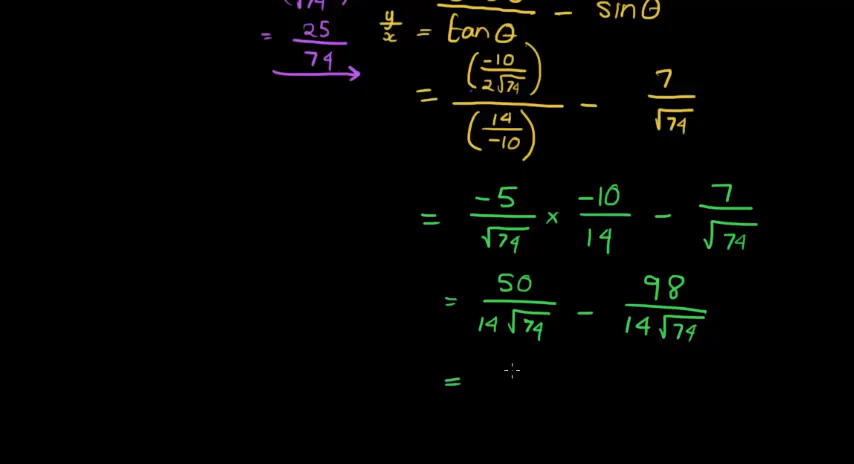 = 25/74
y/x = /tanθ − sinθ
= (−10/2√74)/(14/−10) − 7/√74
= −5/√74 × −10/14 − 7/√74
= 50/14√74 − 98/14√74
=